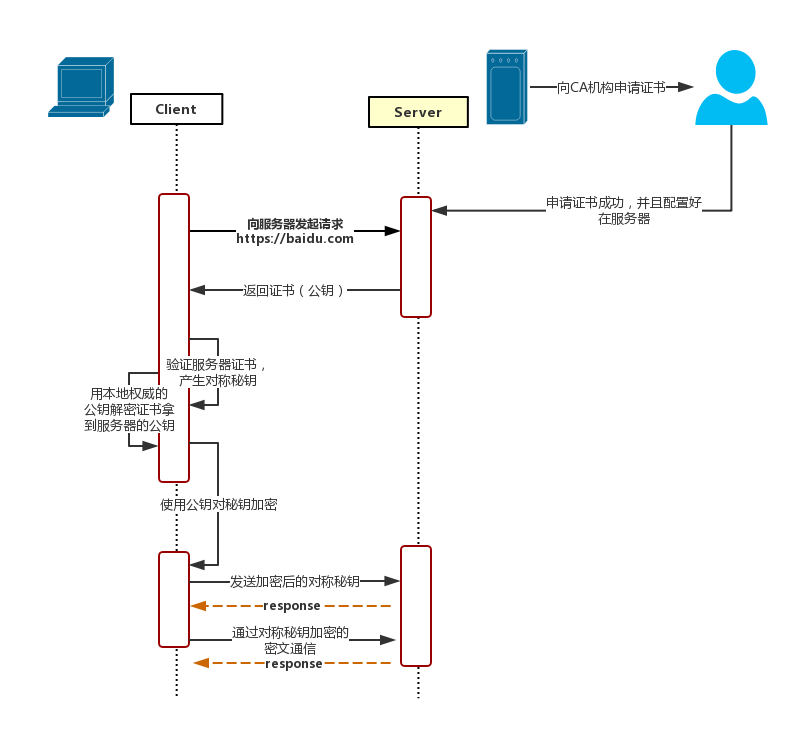 向CA机构申请证书
Client
Server
申请证书成功，并且配置好
在服务器
向服务器发起请求
https://baidu.com
返回证书（公钥）
验证服务器证书，
产生对称秘钥
用本地权威的
公钥解密证书拿
到服务器的公钥
使用公钥对秘钥加密
发送加密后的对称秘钥
response
通过对称秘钥加密的
密文通信
response